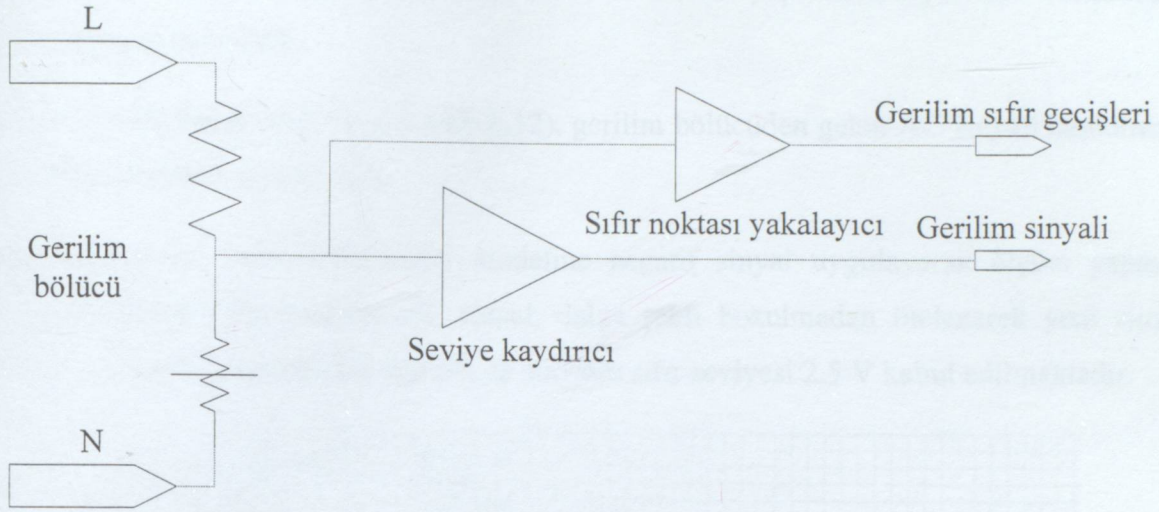 L
Gerilim sıfır geçişleri
Sıfır noktası yakalayıcı
Gerilim sinyali
Gerilim
bölücü
Seviye kaydırıcı
N